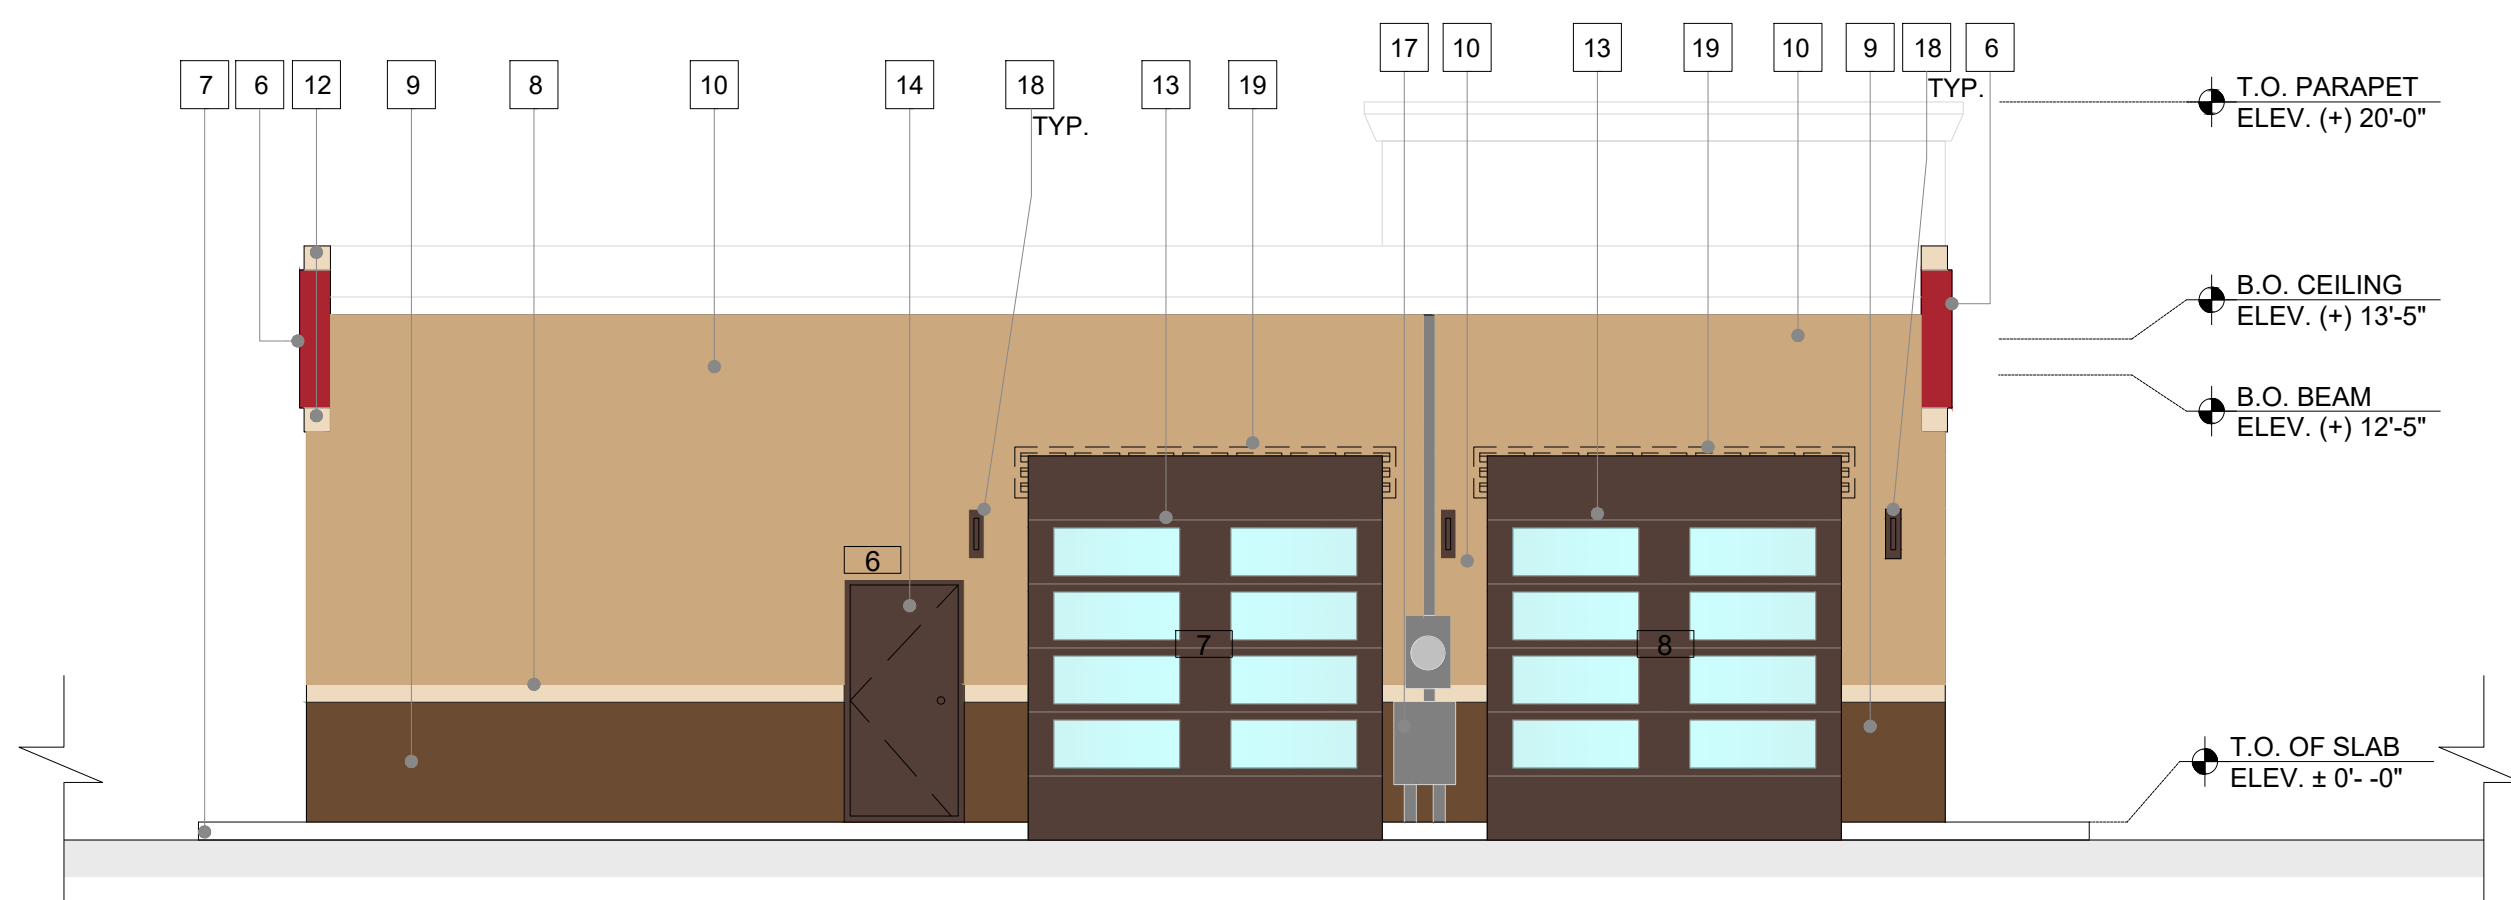 17 10 13 19 10 9 18 6
7 6 12 9 8 10 14 18 13 19
TYP.
TYP.
T.O. PARAPET
ELEV. (+) 20'-0"
B.O. CEILING
ELEV. (+) 13'-5"
B.O. BEAM
ELEV. (+) 12'-5"
6
7
8
T.O. OF SLAB
ELEV. ± 0'- -0"